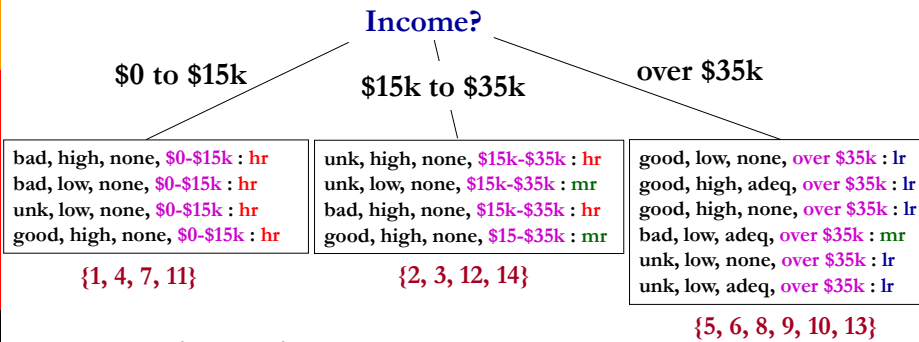 Income?
$0 to $15k
$15k to $35k
over $35k
bad, high, none, $0-$15k : hr
bad, low, none, $0-$15k : hr
unk, low, none, $0-$15k : hr
good, high, none, $0-$15k : hr
{1, 4, 7, 11}
unk, high, none, $15k-$35k : hr
unk, low, none, $15k-$35k : mr
bad, high, none, $15k-$35k : hr
good, high, none, $15-$35k : mr
{2, 3, 12, 14}
good, low, none, over $35k : lr
good, high, adeq, over $35k : lr
good, high, none, over $35k : lr
bad, low, adeq, over $35k : mr
unk, low, none, over $35k : lr
unk, low, adeq, over $35k : lr
{5, 6, 8, 9, 10, 13}